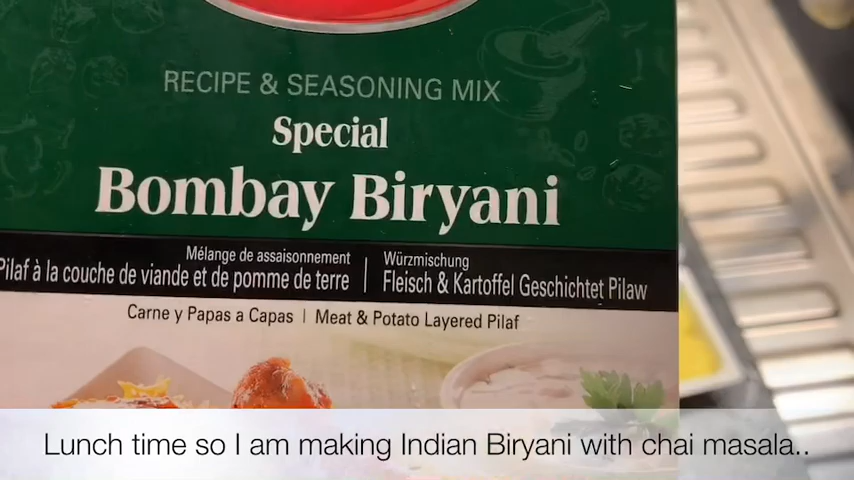 RECIPE & SEASONING MIX
Special
Bombay Biryani
Mélange de assaisonnement
Pilaf à la couche de viande et de pomme de terre
Würzmischung
Fleisch & Kartoffel Geschichtet Pilaw
Carne y Papas a Capas | Meat & Potato Layered Pilaf
Lunch time so I am making Indian Biryani with chai masala..